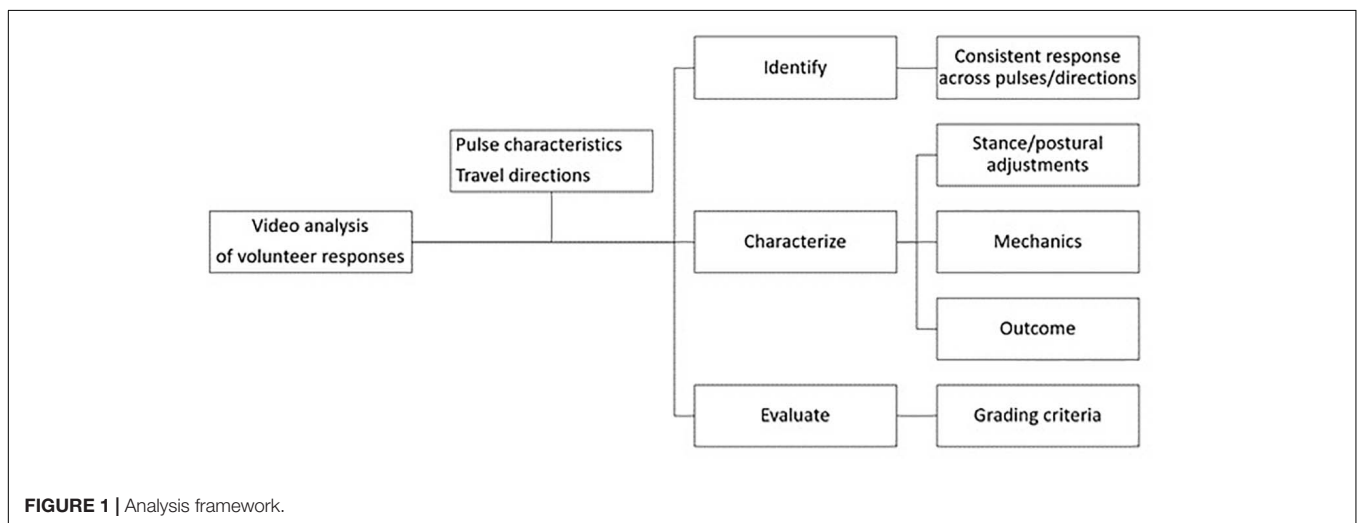 Identify
Consistent response
across pulses/directions
Pulse characteristics
Travel directions
Stance/postural
adjustments
Video analysis
of volunteer responses
Characterize
Mechanics
Outcome
Evaluate
Grading criteria
FIGURE 1 | Analysis framework.